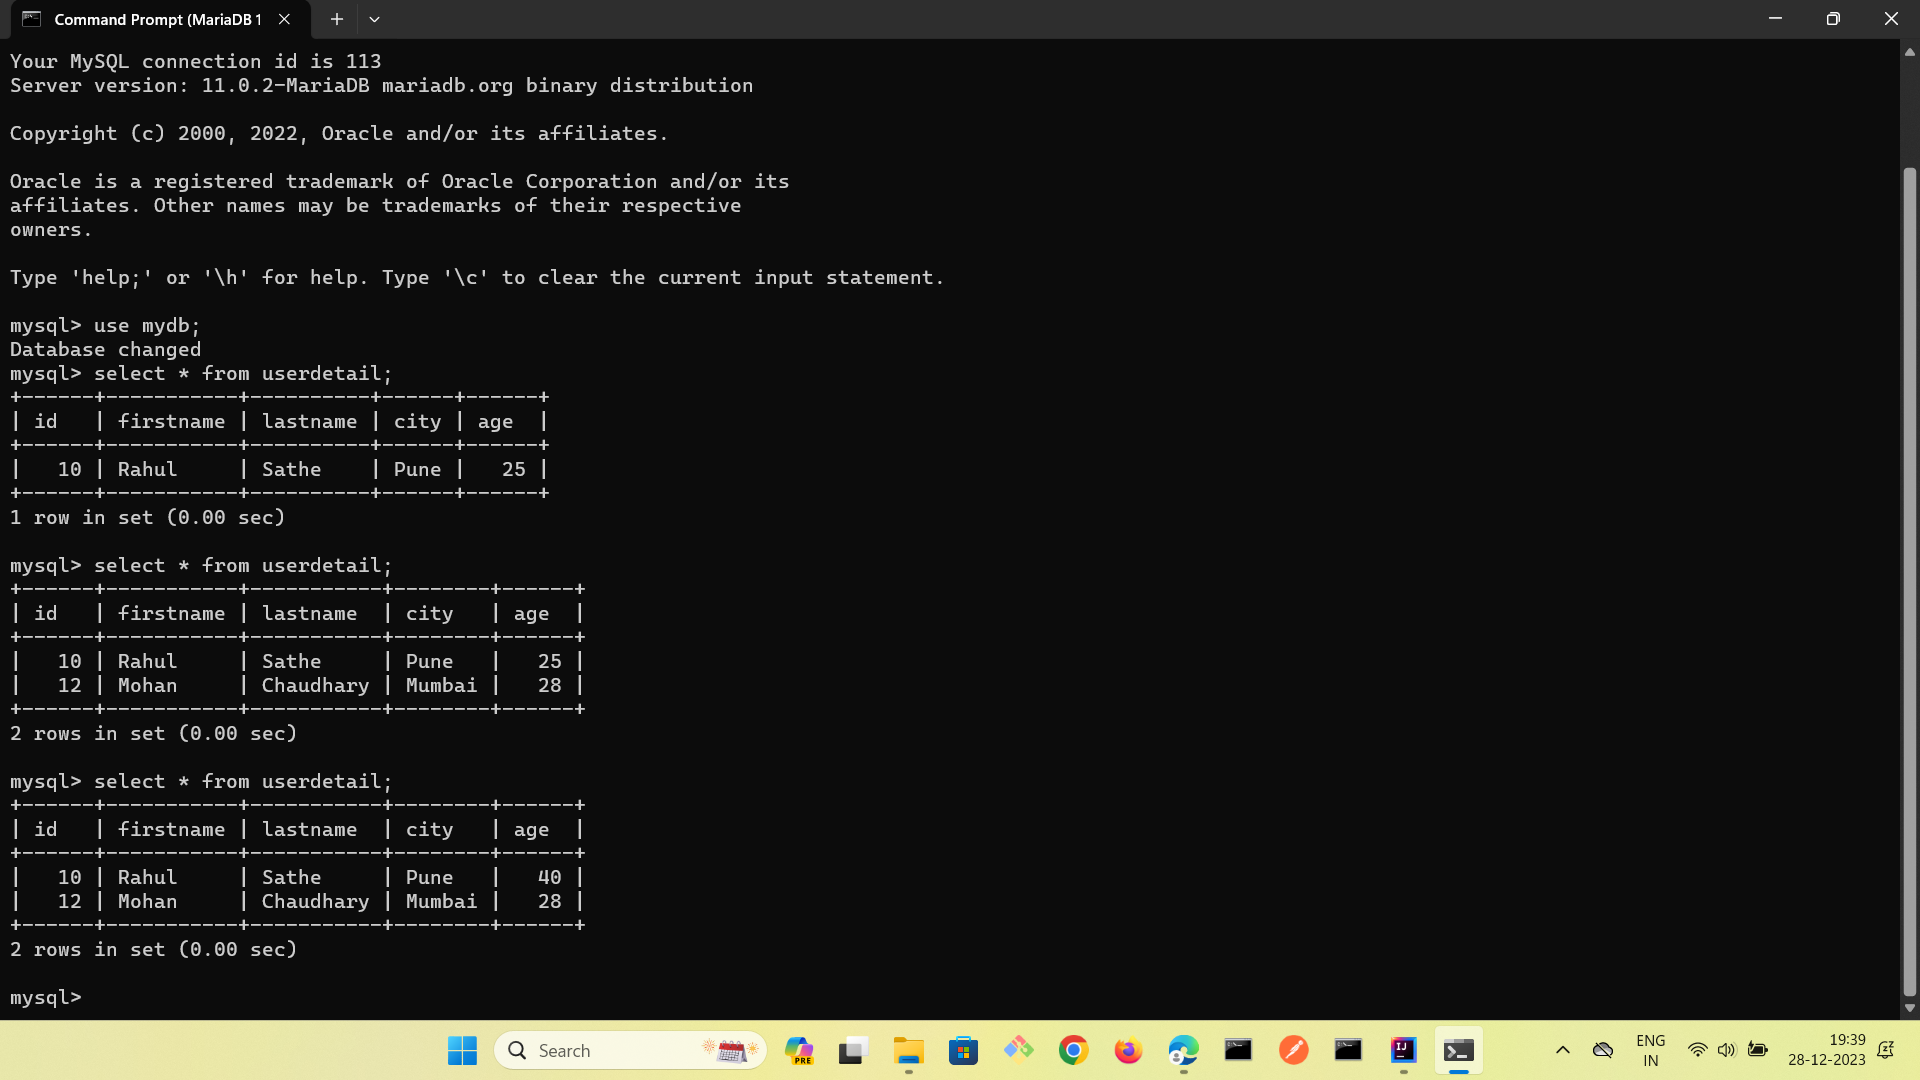 Command Prompt (MariaDB 1
Your MySQL connection id is 113
Server version: 11.0.2-MariaDB mariadb.org binary distribution
Copyright (c) 2000, 2022, Oracle and/or its affiliates.
Oracle is a registered trademark of Oracle Corporation and/or its
affiliates. Other names may be trademarks of their respective
owners.
Type 'help;' or '\h' for help. Type '\c' to clear the current input statement.
mysql> use mydb;
Database changed
mysql> select * from userdetail;
+------+-----------+----------+------+------+
| id   | firstname | lastname | city | age  |
+------+-----------+----------+------+------+
|   10 | Rahul     | Sathe    | Pune |   25 |
+------+-----------+----------+------+------+
1 row in set (0.00 sec)
mysql> select * from userdetail;
+------+-----------+-----------+--------+------+
| id   | firstname | lastname  | city   | age  |
+------+-----------+-----------+--------+------+
|   10 | Rahul     | Sathe     | Pune   |   25 |
|   12 | Mohan     | Chaudhary | Mumbai |   28 |
+------+-----------+-----------+--------+------+
2 rows in set (0.00 sec)
mysql> select * from userdetail;
+------+-----------+-----------+--------+------+
| id   | firstname | lastname  | city   | age  |
+------+-----------+-----------+--------+------+
|   10 | Rahul     | Sathe     | Pune   |   40 |
|   12 | Mohan     | Chaudhary | Mumbai |   28 |
+------+-----------+-----------+--------+------+
2 rows in set (0.00 sec)
mysql>
Search
PRE
IJ
ENG
IN
19:39
28-12-2023